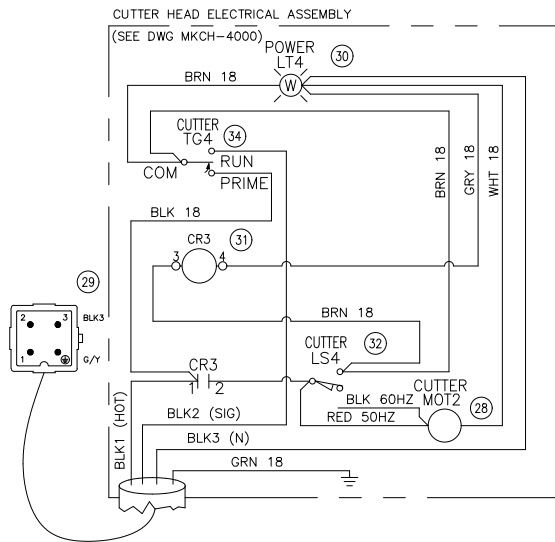 CUTTER HEAD ELECTRICAL ASSEMBLY
(SEE DWG MKCH-4000)
POWER
LT4
30
BRN 18
W
CUTTER
TG4
34
COM
RUN
PRIME
BRN 18
GRY 18
WHT 18
BLK 18
CR3
31
3
4
29
2
3
BLK3
1
G/Y
BRN 18
CUTTER
LS4
32
CR3
1
2
CUTTER
MOT2
28
BLK 60HZ
RED 50HZ
BLK1 (HOT)
BLK2 (SIG)
BLK3 (N)
GRN 18